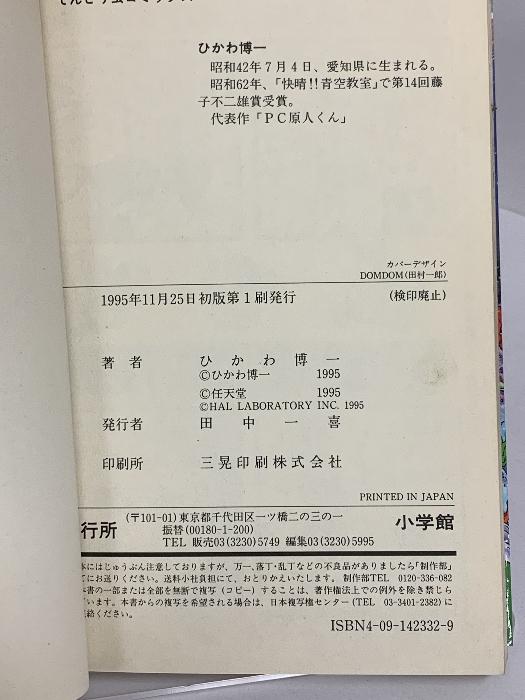 てんとう虫コミックス
ひかわ博一
昭和42年7月4日、愛知県に生まれる。
昭和62年、「快晴!!青空教室」で第14回藤
子不二雄賞受賞。
代表作「PC原人くん」
カバーデザイン
DOMDOM(田村一郎)
1995年11月25日初版第1刷発行 (検印廃止)
著者 ひかわ博一
©ひかわ博一 1995
©任天堂 1995
©HAL LABORATORY INC. 1995
発行者 田中一喜
印刷所 三晃印刷株式会社
PRINTED IN JAPAN
(〒101-01)東京都千代田区一ツ橋二の三の一
行所 振替(00180-1-200) 小学館
TEL 販売03(3230)5749 編集03(3230)5995
本にはじゅうぶん注意しておりますが、万一、落丁・乱丁などの不良品がありましたら「制作部」
てにお送りください。送料小社負担にて、おとりかえいたします。 制作部TEL 0120-336-082
本書の一部または全部を無断で複写(コピー)することは、著作権法上での例外を除き禁じら
います。本書からの複写を希望される場合は、日本複写権センター(TEL 03-3401-2382)に
連絡ください。
ISBN4-09-142332-9